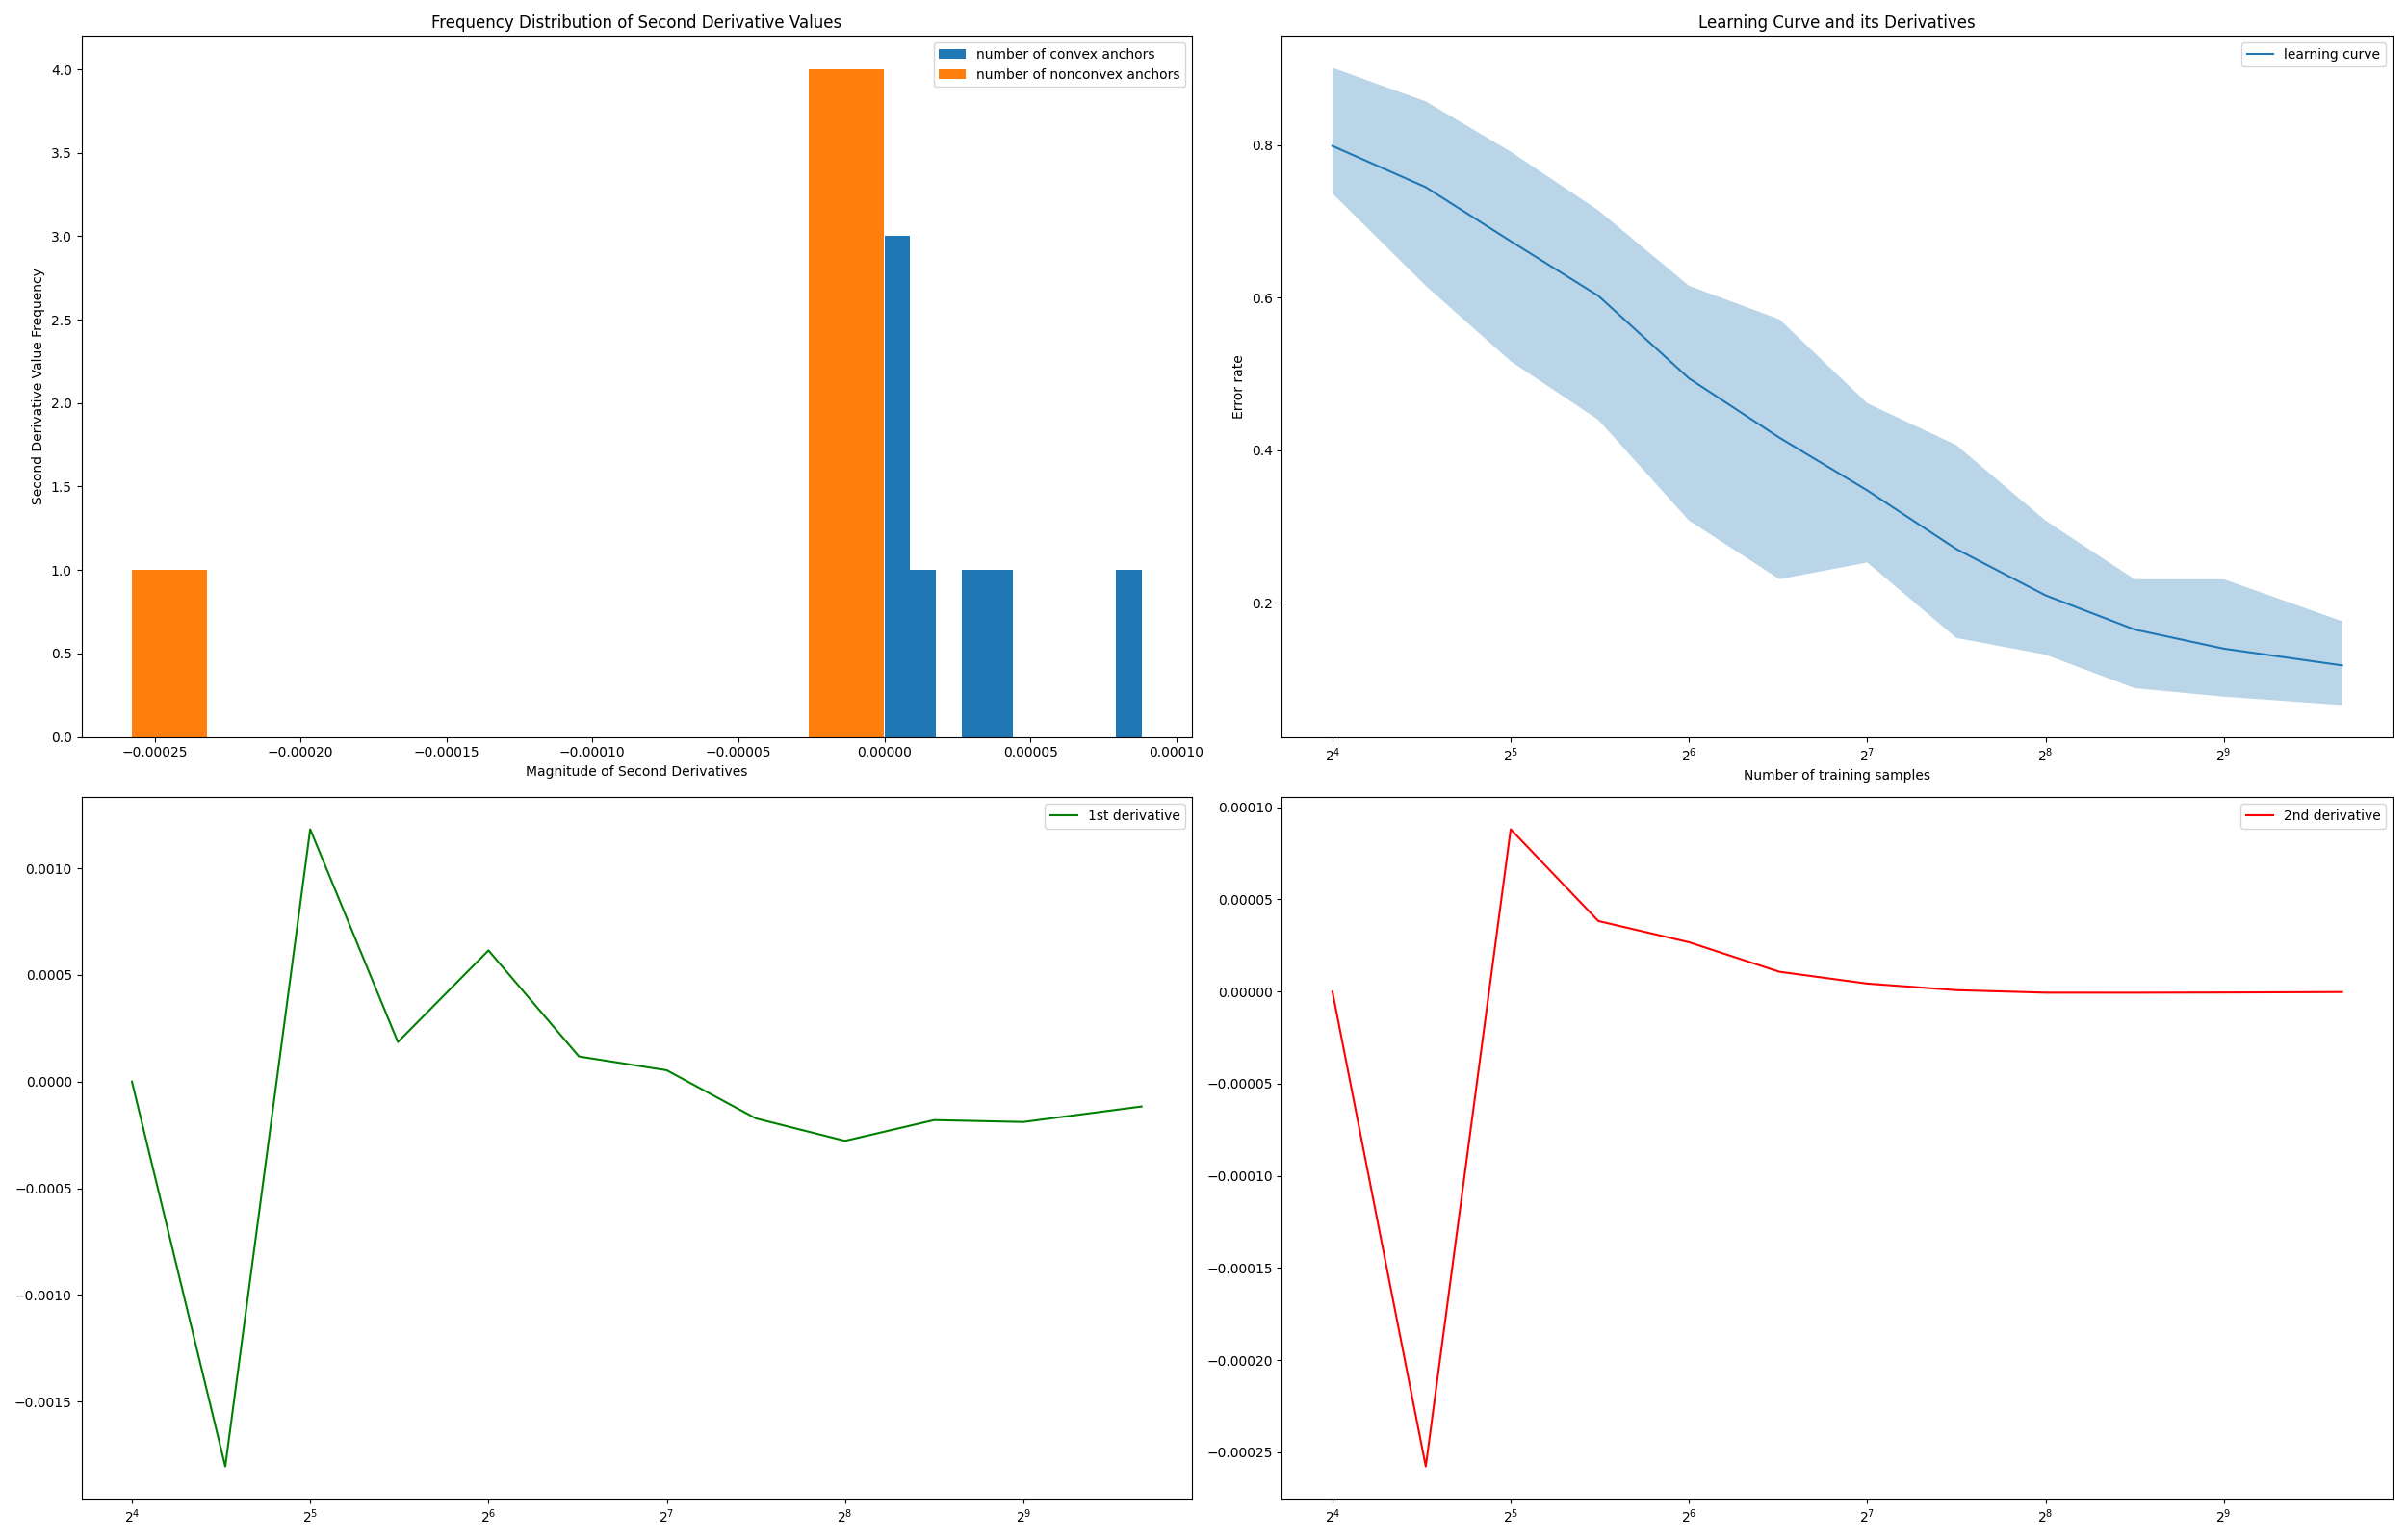 Frequency Distribution of Second Derivative Values
number of convex anchors
number of nonconvex anchors
4.0
3.5
3.0
2.5
2.0
1.5
1.0
0.5
0.0
Second Derivative Value Frequency
−0.00025 −0.00020 −0.00015 −0.00010 −0.00005 0.00000 0.00005 0.00010
Magnitude of Second Derivatives
Learning Curve and its Derivatives
learning curve
0.8
0.6
0.4
0.2
Error rate
2⁴ 2⁵ 2⁶ 2⁷ 2⁸ 2⁹
Number of training samples
1st derivative
0.0010
0.0005
0.0000
−0.0005
−0.0010
−0.0015
2⁴ 2⁵ 2⁶ 2⁷ 2⁸ 2⁹
2nd derivative
0.00010
0.00005
0.00000
−0.00005
−0.00010
−0.00015
−0.00020
−0.00025
2⁴ 2⁵ 2⁶ 2⁷ 2⁸ 2⁹